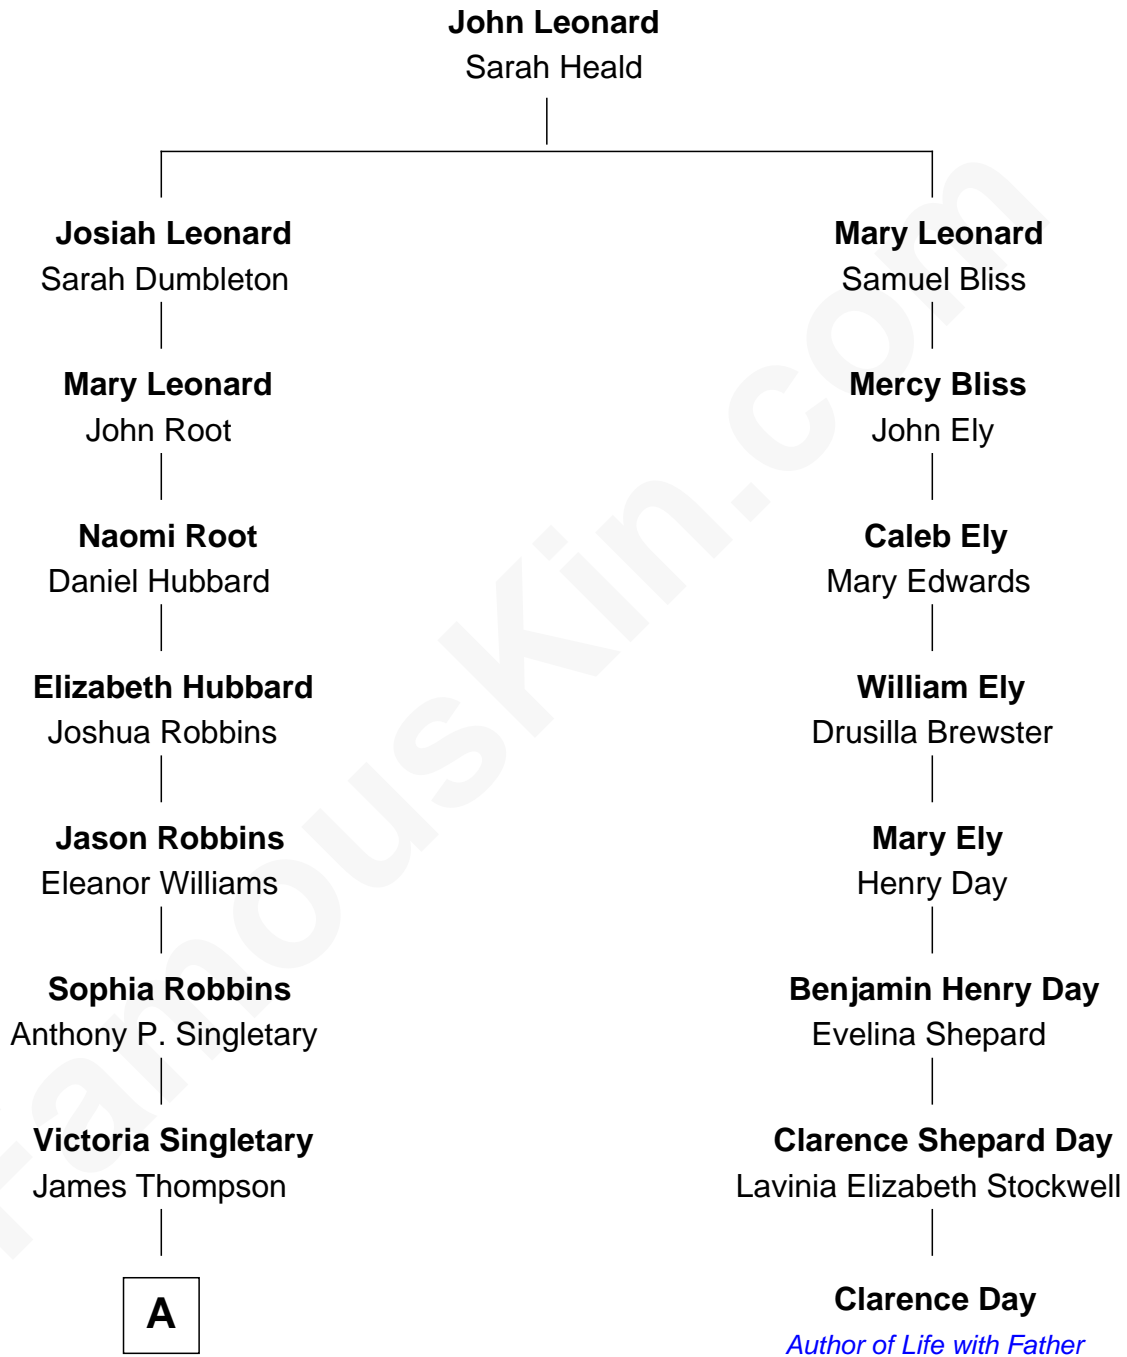 John Leonard
Sarah Heald
Josiah Leonard
Sarah Dumbleton
Mary Leonard
Samuel Bliss
Mary Leonard
John Root
Mercy Bliss
John Ely
Naomi Root
Daniel Hubbard
Caleb Ely
Mary Edwards
Elizabeth Hubbard
Joshua Robbins
William Ely
Drusilla Brewster
Jason Robbins
Eleanor Williams
Mary Ely
Henry Day
Sophia Robbins
Anthony P. Singletary
Benjamin Henry Day
Evelina Shepard
Victoria Singletary
James Thompson
Clarence Shepard Day
Lavinia Elizabeth Stockwell
A
Clarence Day
Author of Life with Father
FamousKin.com